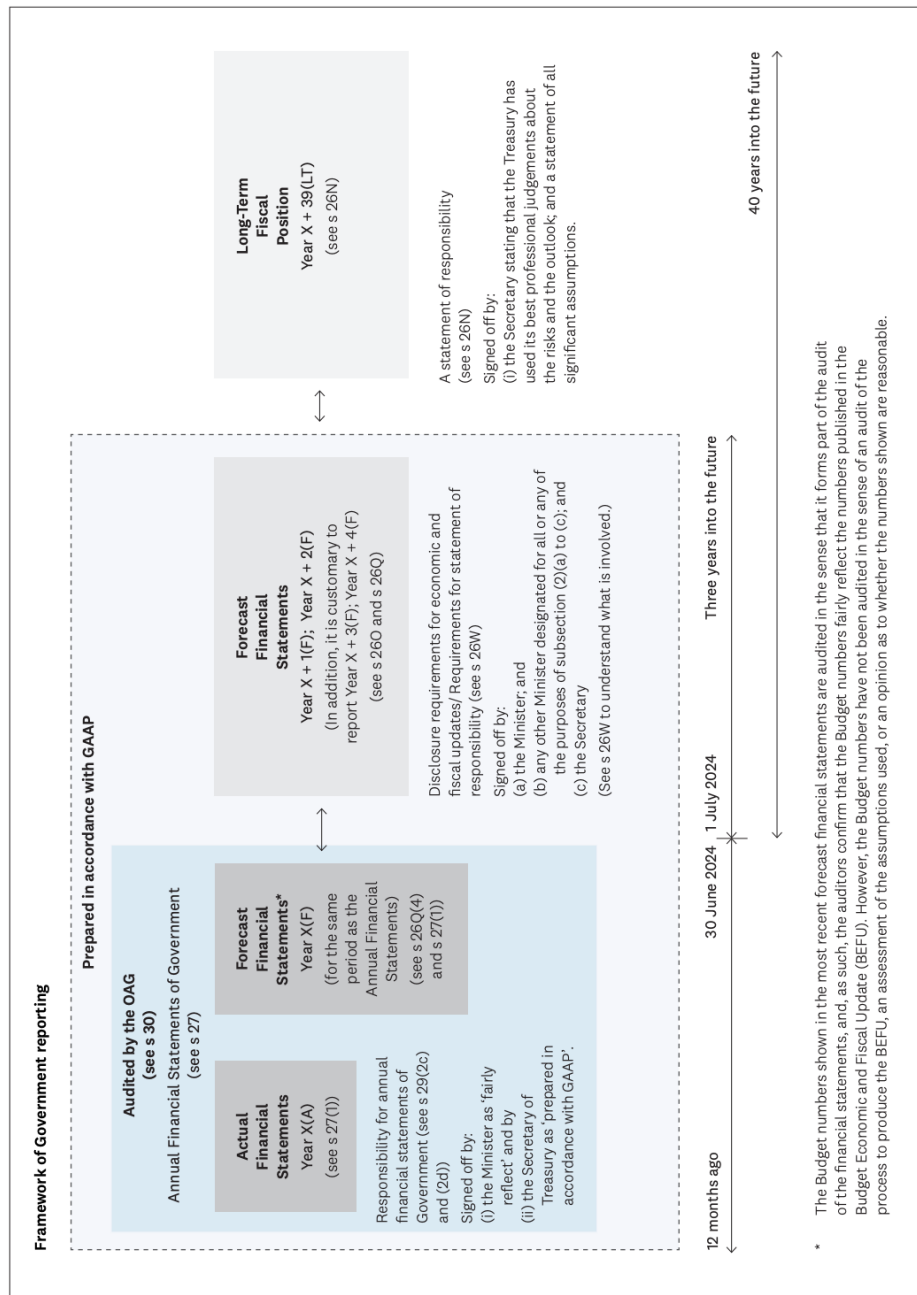 Framework of Government reporting
Prepared in accordance with GAAP
Audited by the OAG
(see s 30)
Annual Financial Statements of Government
(see s 27)
Actual
Financial
Statements
Year X(A)
(see s 27(1))
Responsibility for annual
financial statements of
Government (see s 29(2c)
and (2d))
Signed off by:
(i) the Minister as ‘fairly
reflect’ and by
(ii) the Secretary of
Treasury as ‘prepared in
accordance with GAAP’.
Forecast
Financial
Statements*
Year X(F)
(for the same
period as the
Annual Financial
Statements)
(see s 26Q(4)
and s 27(1))
Forecast
Financial
Statements
Year X + 1(F); Year X + 2(F)
(In addition, it is customary to
report Year X + 3(F); Year X + 4(F)
(see s 26O and s 26Q)
Disclosure requirements for economic and
fiscal updates/ Requirements for statement of
responsibility (see s 26W)
Signed off by:
(a) the Minister; and
(b) any other Minister designated for all or any of
the purposes of subsection (2)(a) to (c); and
(c) the Secretary
(See s 26W to understand what is involved.)
Long-Term
Fiscal
Position
Year X + 39(LT)
(see s 26N)
A statement of responsibility
(see s 26N)
Signed off by:
(i) the Secretary stating that the Treasury has
used its best professional judgements about
the risks and the outlook; and a statement of all
significant assumptions.
12 months ago
30 June 2024
1 July 2024
Three years into the future
40 years into the future
* The Budget numbers shown in the most recent forecast financial statements are audited in the sense that it forms part of the audit
of the financial statements, and, as such, the auditors confirm that the Budget numbers fairly reflect the numbers published in the
Budget Economic and Fiscal Update (BEFU). However, the Budget numbers have not been audited in the sense of an audit of the
process to produce the BEFU, an assessment of the assumptions used, or an opinion as to whether the numbers shown are reasonable.